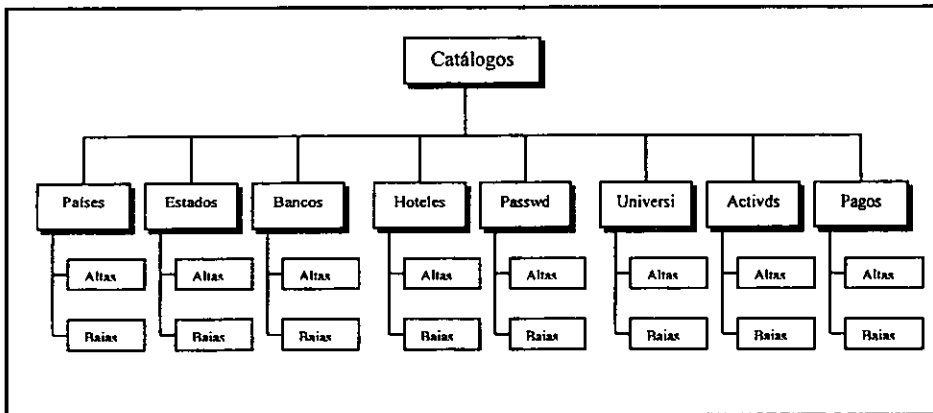 Catálogos
Países Estados Bancos Hoteles Passwd Universi Activds Pagos
Altas Altas Altas Altas Altas Altas Altas Altas
Bajas Bajas Bajas Bajas Bajas Bajas Bajas Bajas